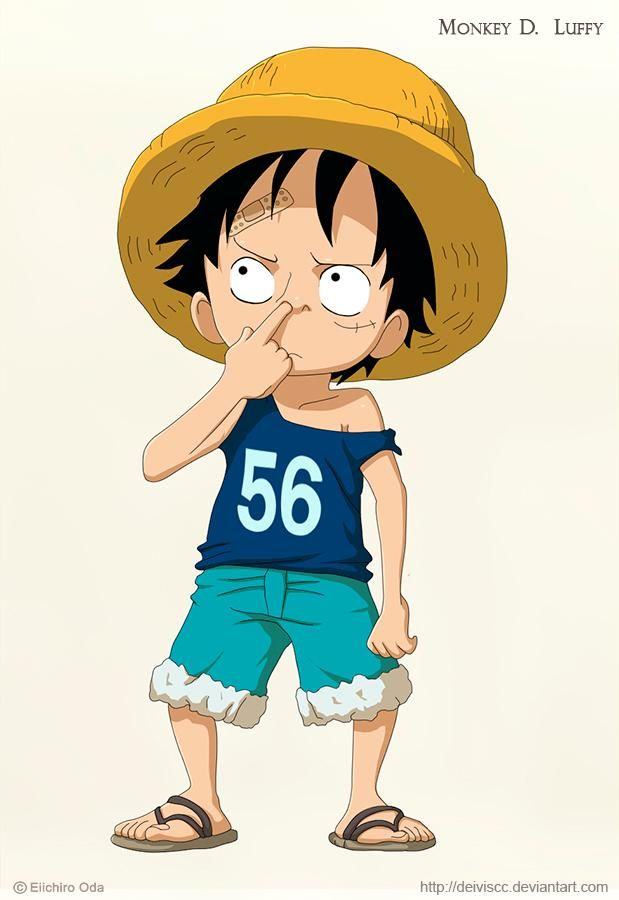 Monkey D. Luffy
56
© Eiichiro Oda
http://deiviscc.deviantart.com